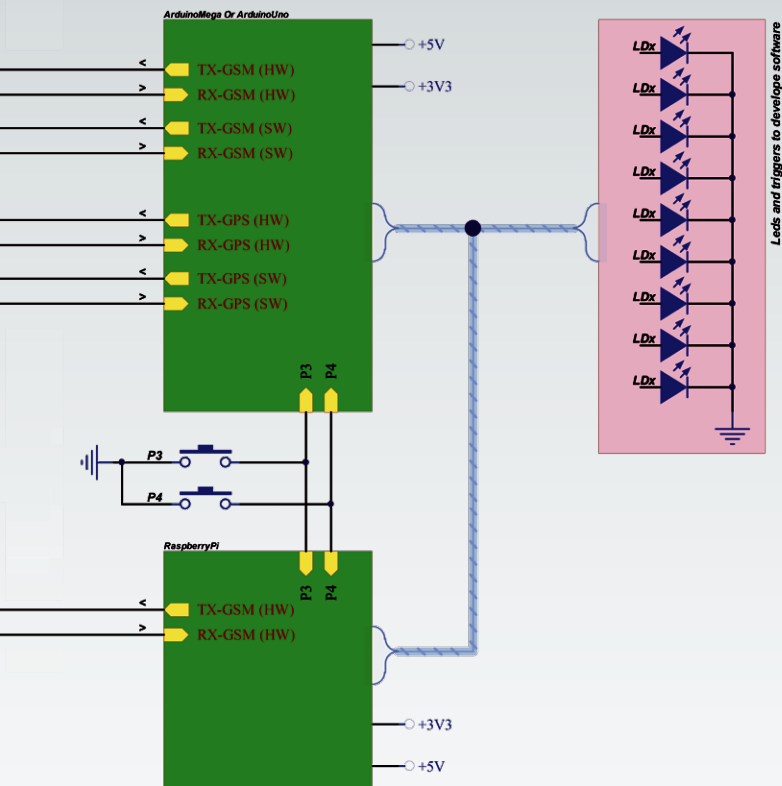 ArduinoMega Or ArduinoUno
<
TX-GSM (HW)
>
RX-GSM (HW)
<
TX-GSM (SW)
>
RX-GSM (SW)
<
TX-GPS (HW)
>
RX-GPS (HW)
<
TX-GPS (SW)
>
RX-GPS (SW)
+5V
+3V3
P3
P4
LDx
LDx
LDx
LDx
LDx
LDx
LDx
LDx
LDx
Leds and triggers to develope software
P3
P4
RaspberryPi
P3
P4
<
TX-GSM (HW)
>
RX-GSM (HW)
+3V3
+5V